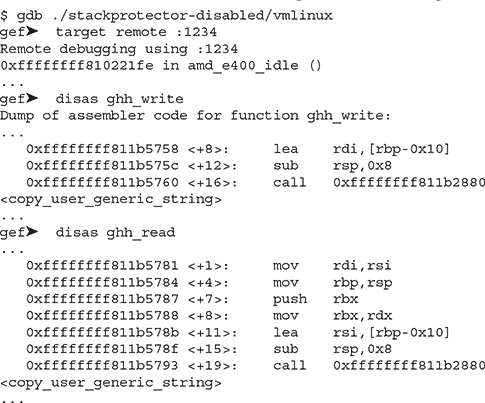 $ gdb ./stackprotector-disabled/vmlinux
gef➤  target remote :1234
Remote debugging using :1234
0xffffffff810221fe in amd_e400_idle ()
...
gef➤  disas ghh_write
Dump of assembler code for function ghh_write:
...
   0xffffffff811b5758 <+8>:     lea    rdi,[rbp-0x10]
   0xffffffff811b575c <+12>:    sub    rsp,0x8
   0xffffffff811b5760 <+16>:    call   0xffffffff811b2880
<copy_user_generic_string>
...
gef➤  disas ghh_read
...
   0xffffffff811b5781 <+1>:     mov    rdi,rsi
   0xffffffff811b5784 <+4>:     mov    rbp,rsp
   0xffffffff811b5787 <+7>:     push   rbx
   0xffffffff811b5788 <+8>:     mov    rbx,rdx
   0xffffffff811b578b <+11>:    lea    rsi,[rbp-0x10]
   0xffffffff811b578f <+15>:    sub    rsp,0x8
   0xffffffff811b5793 <+19>:    call   0xffffffff811b2880
<copy_user_generic_string>
...